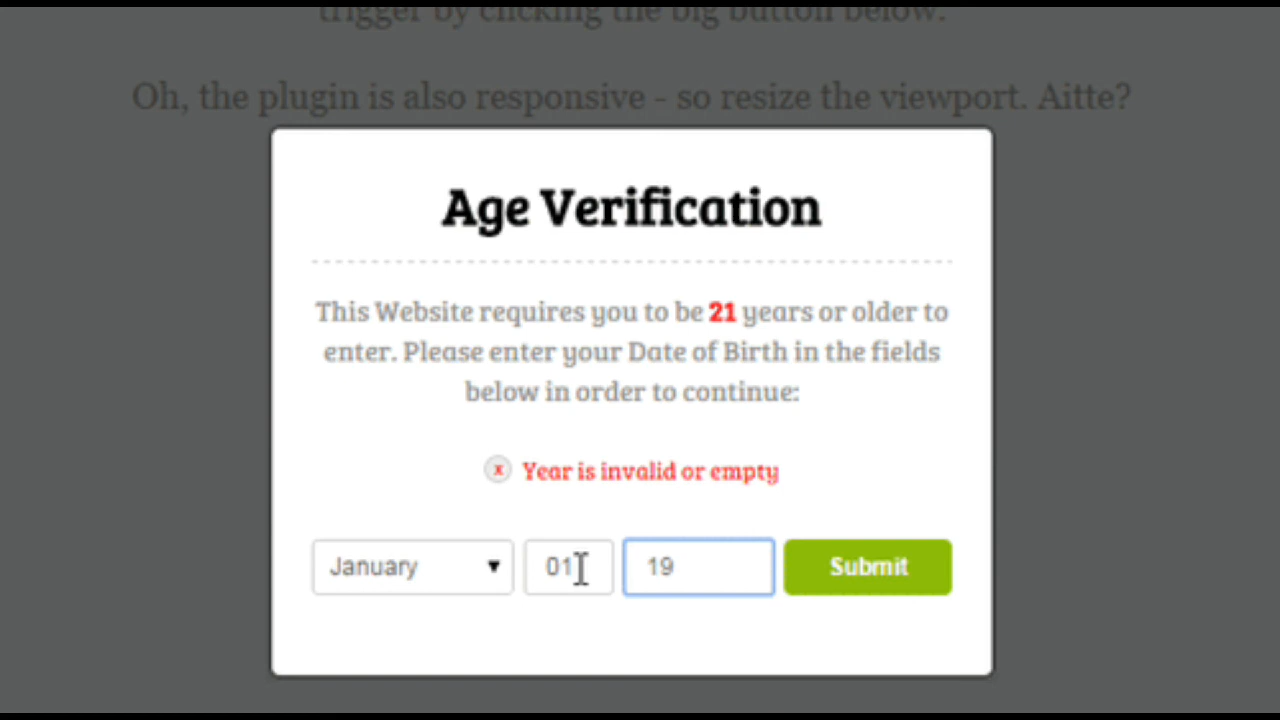 trigger by clicking the big button below.
Oh, the plugin is also responsive - so resize the viewport. Aitte?
Age Verification
This Website requires you to be 21 years or older to
enter. Please enter your Date of Birth in the fields
below in order to continue:
x Year is invalid or empty
January 01 19 Submit